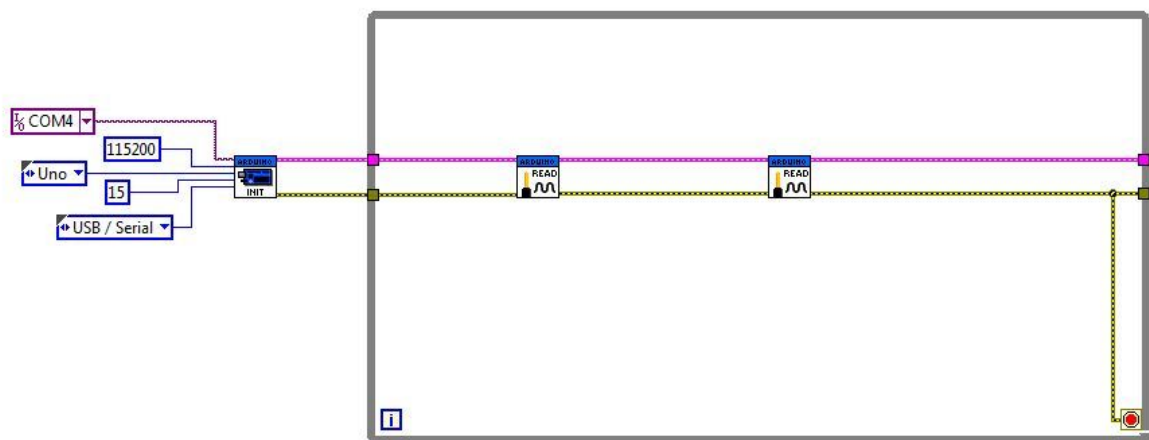 I/O COM4
115200
Uno
15
USB / Serial
ARDUINO
INIT
ARDUINO
READ
ARDUINO
READ
i